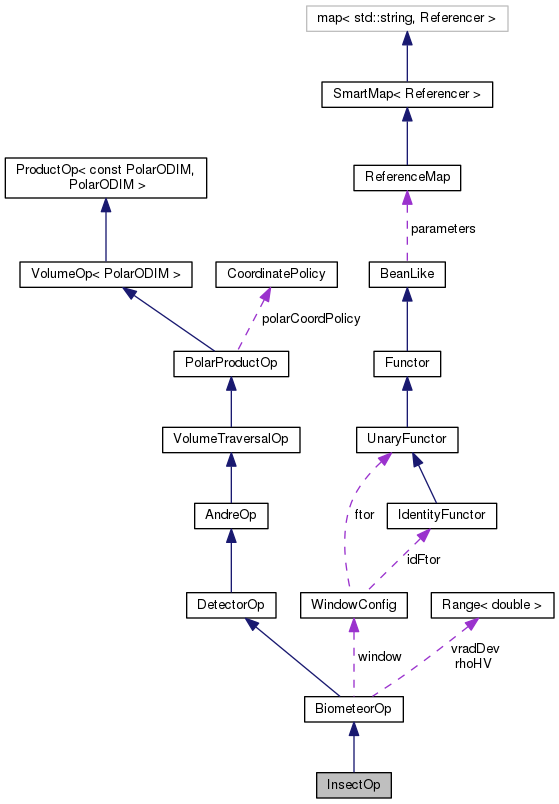 map< std::string, Referencer >
SmartMap< Referencer >
ProductOp< const PolarODIM,
PolarODIM >
ReferenceMap
parameters
VolumeOp< PolarODIM >
CoordinatePolicy
BeanLike
polarCoordPolicy
PolarProductOp
Functor
VolumeTraversalOp
UnaryFunctor
AndreOp
ftor
IdentityFunctor
idFtor
DetectorOp
WindowConfig
Range< double >
window
vradDev
rhoHV
BiometeorOp
InsectOp